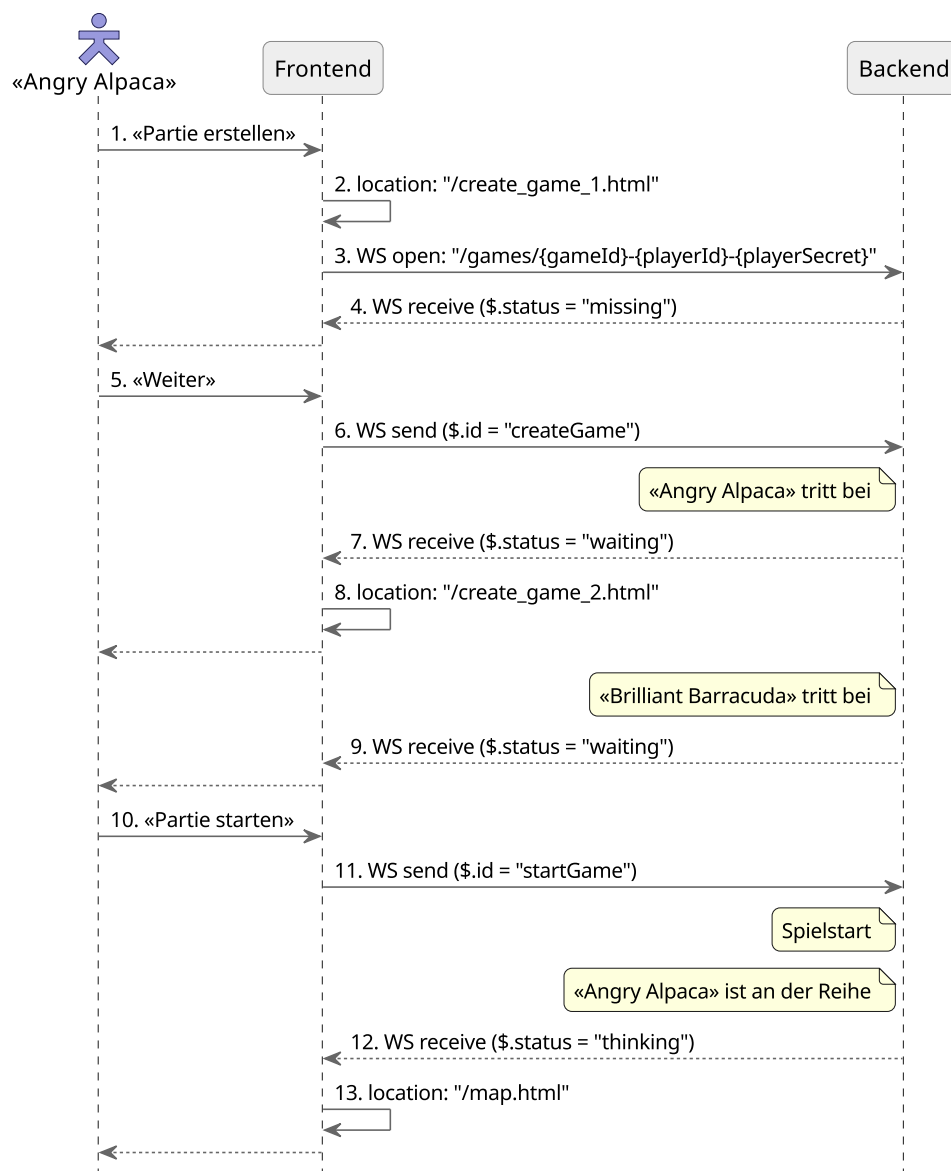 «Angry Alpaca»
Frontend
Backend
1. «Partie erstellen»
2. location: "/create_game_1.html"
3. WS open: "/games/{gameId}-{playerId}-{playerSecret}"
4. WS receive ($.status = "missing")
5. «Weiter»
6. WS send ($.id = "createGame")
«Angry Alpaca» tritt bei
7. WS receive ($.status = "waiting")
8. location: "/create_game_2.html"
«Brilliant Barracuda» tritt bei
9. WS receive ($.status = "waiting")
10. «Partie starten»
11. WS send ($.id = "startGame")
Spielstart
«Angry Alpaca» ist an der Reihe
12. WS receive ($.status = "thinking")
13. location: "/map.html"